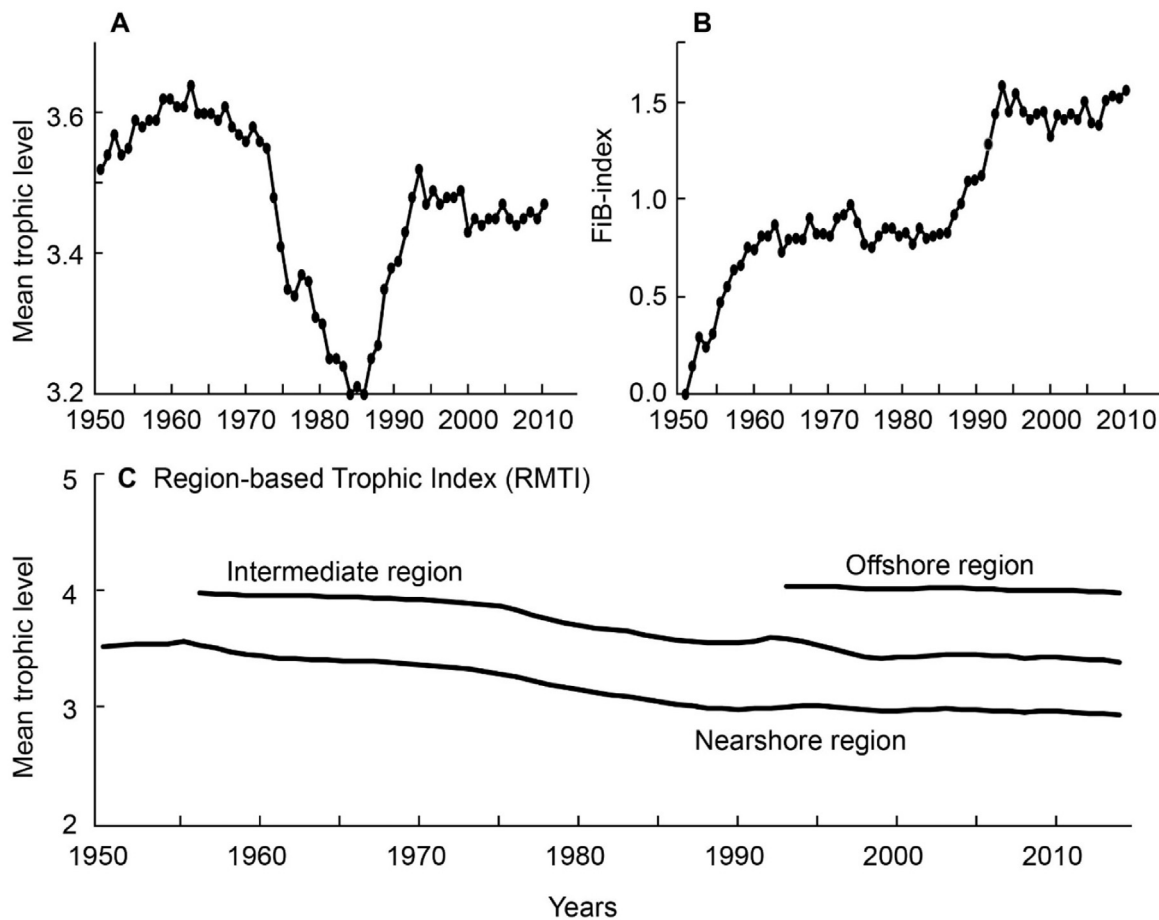 A
B
Mean trophic level
3.6
3.4
3.2
1950 1960 1970 1980 1990 2000 2010
FiB-index
1.5
1.0
0.5
0.0
1950 1960 1970 1980 1990 2000 2010
C Region-based Trophic Index (RMTI)
Mean trophic level
5
4
3
2
Intermediate region
Offshore region
Nearshore region
1950 1960 1970 1980 1990 2000 2010
Years